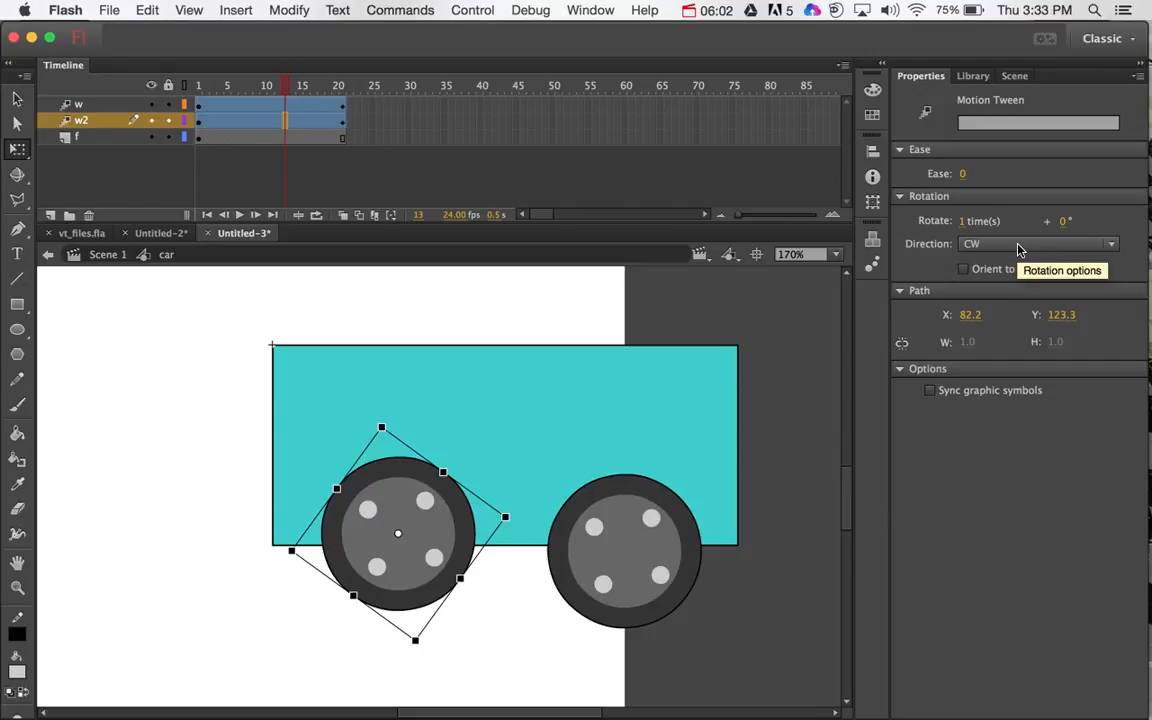 Flash File Edit View Insert Modify Text Commands Control Debug Window Help 06:02 5 75% Thu 3:33 PM
Fl Classic
Timeline
1 5 10 15 20 25 30 35 40 45 50 55 60 65 70 75 80 85
w
w2
f
13 24.00 fps 0.5 s
vt_files.fla Untitled-2* Untitled-3*
Scene 1 car 170%
Properties Library Scene
Motion Tween
Ease
Ease: 0
Rotation
Rotate: 1 time(s) + 0°
Direction: CW
Orient to
Rotation options
Path
X: 82.2 Y: 123.3
W: 1.0 H: 1.0
Options
Sync graphic symbols